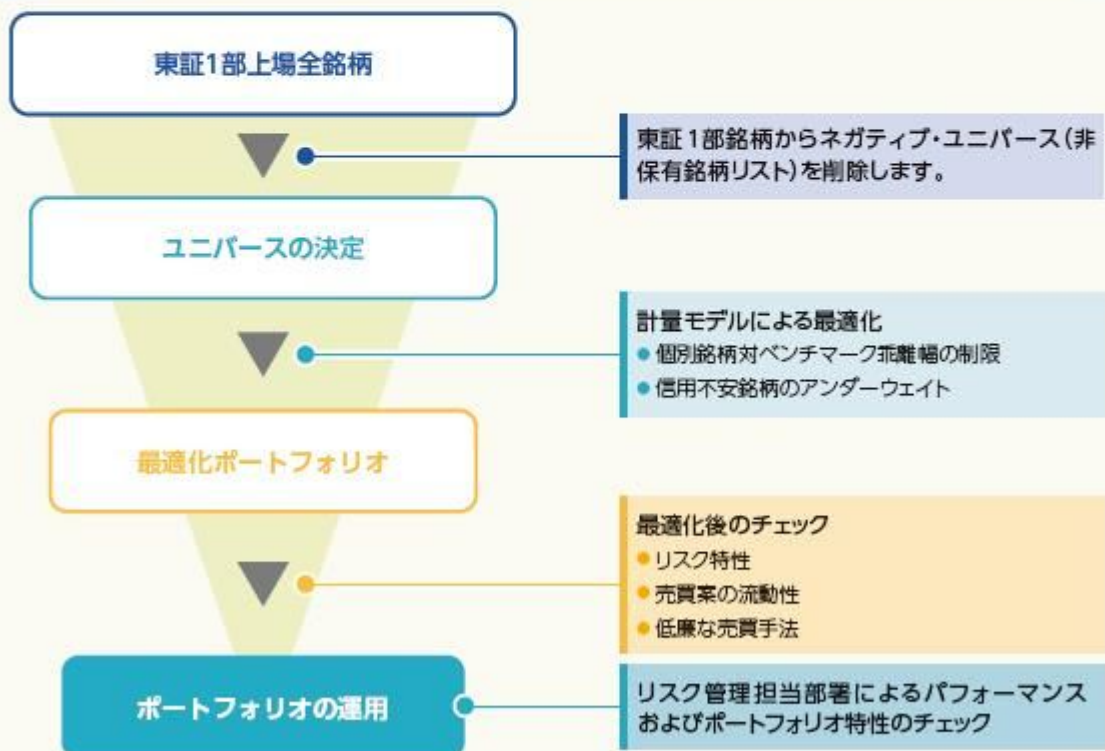 東証1部上場全銘柄
東証1部銘柄からネガティブ・ユニバース(非
保有銘柄リスト)を削除します。
ユニバースの決定
計量モデルによる最適化
● 個別銘柄対ベンチマーク乖離幅の制限
● 信用不安銘柄のアンダーウェイト
最適化ポートフォリオ
最適化後のチェック
● リスク特性
● 売買案の流動性
● 低廉な売買手法
ポートフォリオの運用
リスク管理担当部署によるパフォーマンス
およびポートフォリオ特性のチェック